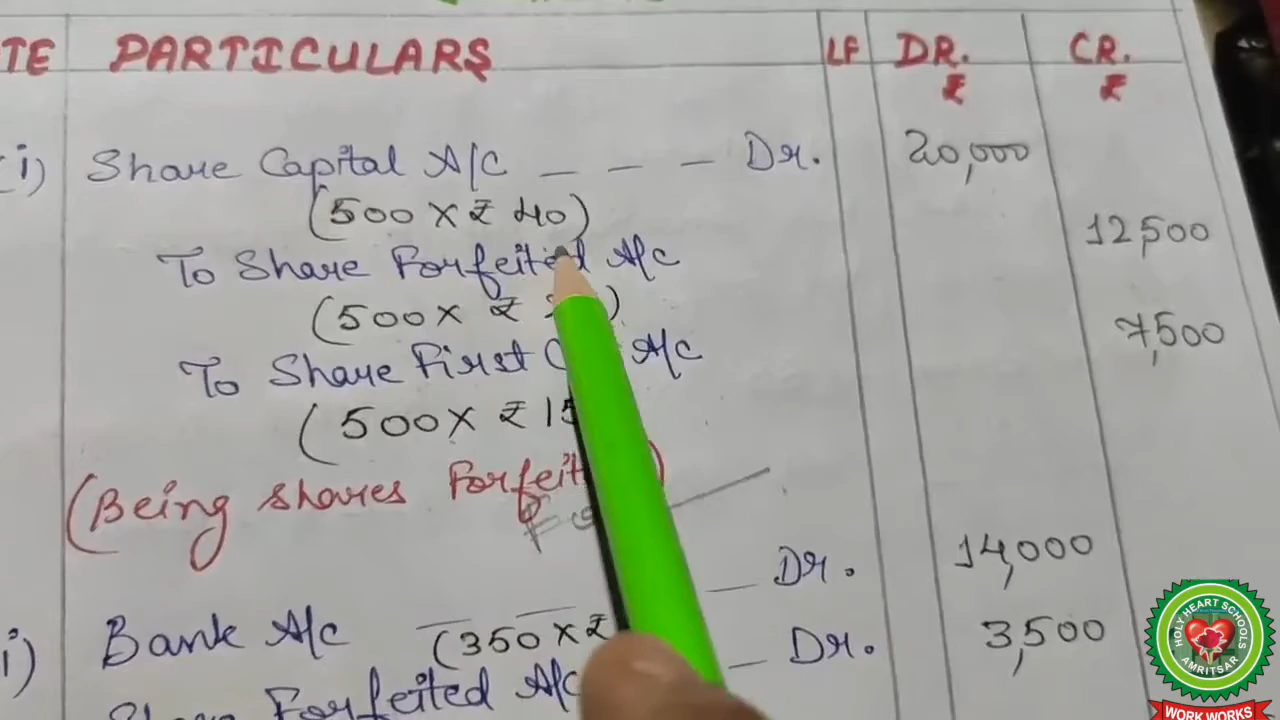 TE PARTICULARS LF DR. CR.
₹ ₹
(i) Share Capital A/C _ _ _ Dr. 20,000
(500 X ₹ 40)
To Share Forfeited A/C 12,500
(500 X ₹ )
To Share First A/C 7,500
(500 X ₹ 15
(Being shares )
14,000
Bank A/C (350 X ₹ _ Dr.
Forfeited A/C _ Dr. 3,500
HOLY HEART SCHOOLS
AMRITSAR
WORK WORKS